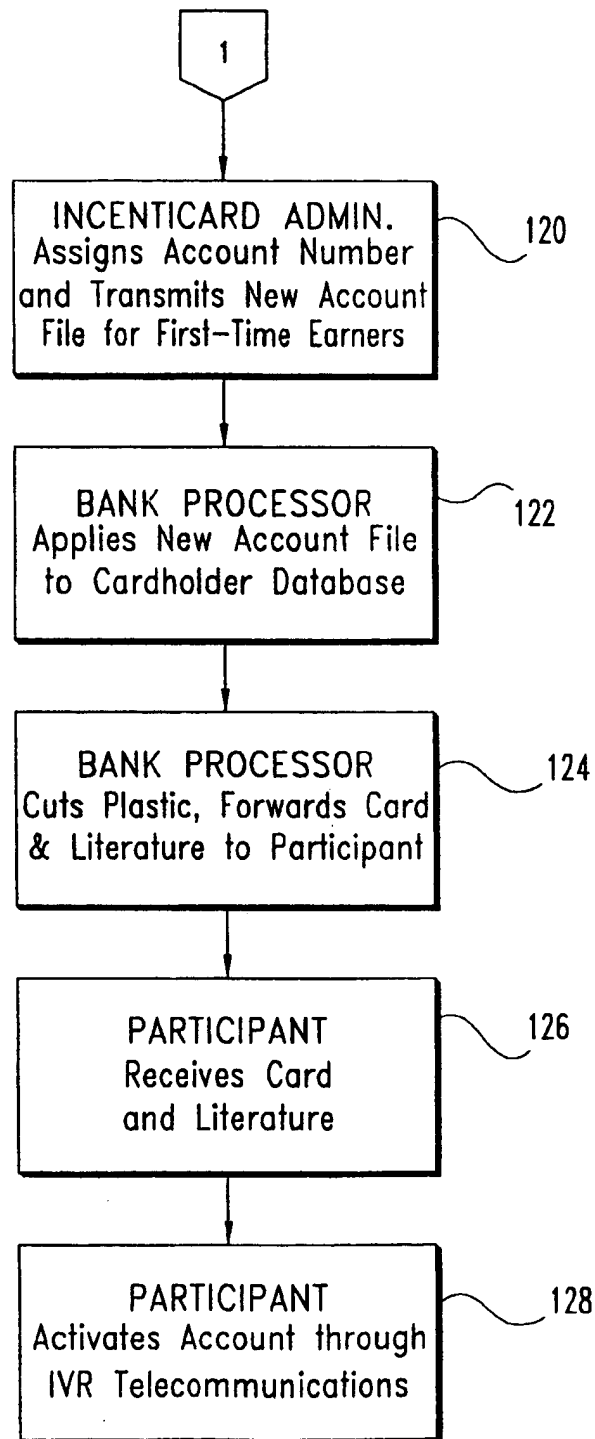 1
INCENTICARD ADMIN.
Assigns Account Number
and Transmits New Account
File for First-Time Earners
120
BANK PROCESSOR
Applies New Account File
to Cardholder Database
122
BANK PROCESSOR
Cuts Plastic, Forwards Card
& Literature to Participant
124
PARTICIPANT
Receives Card
and Literature
126
PARTICIPANT
Activates Account through
IVR Telecommunications
128